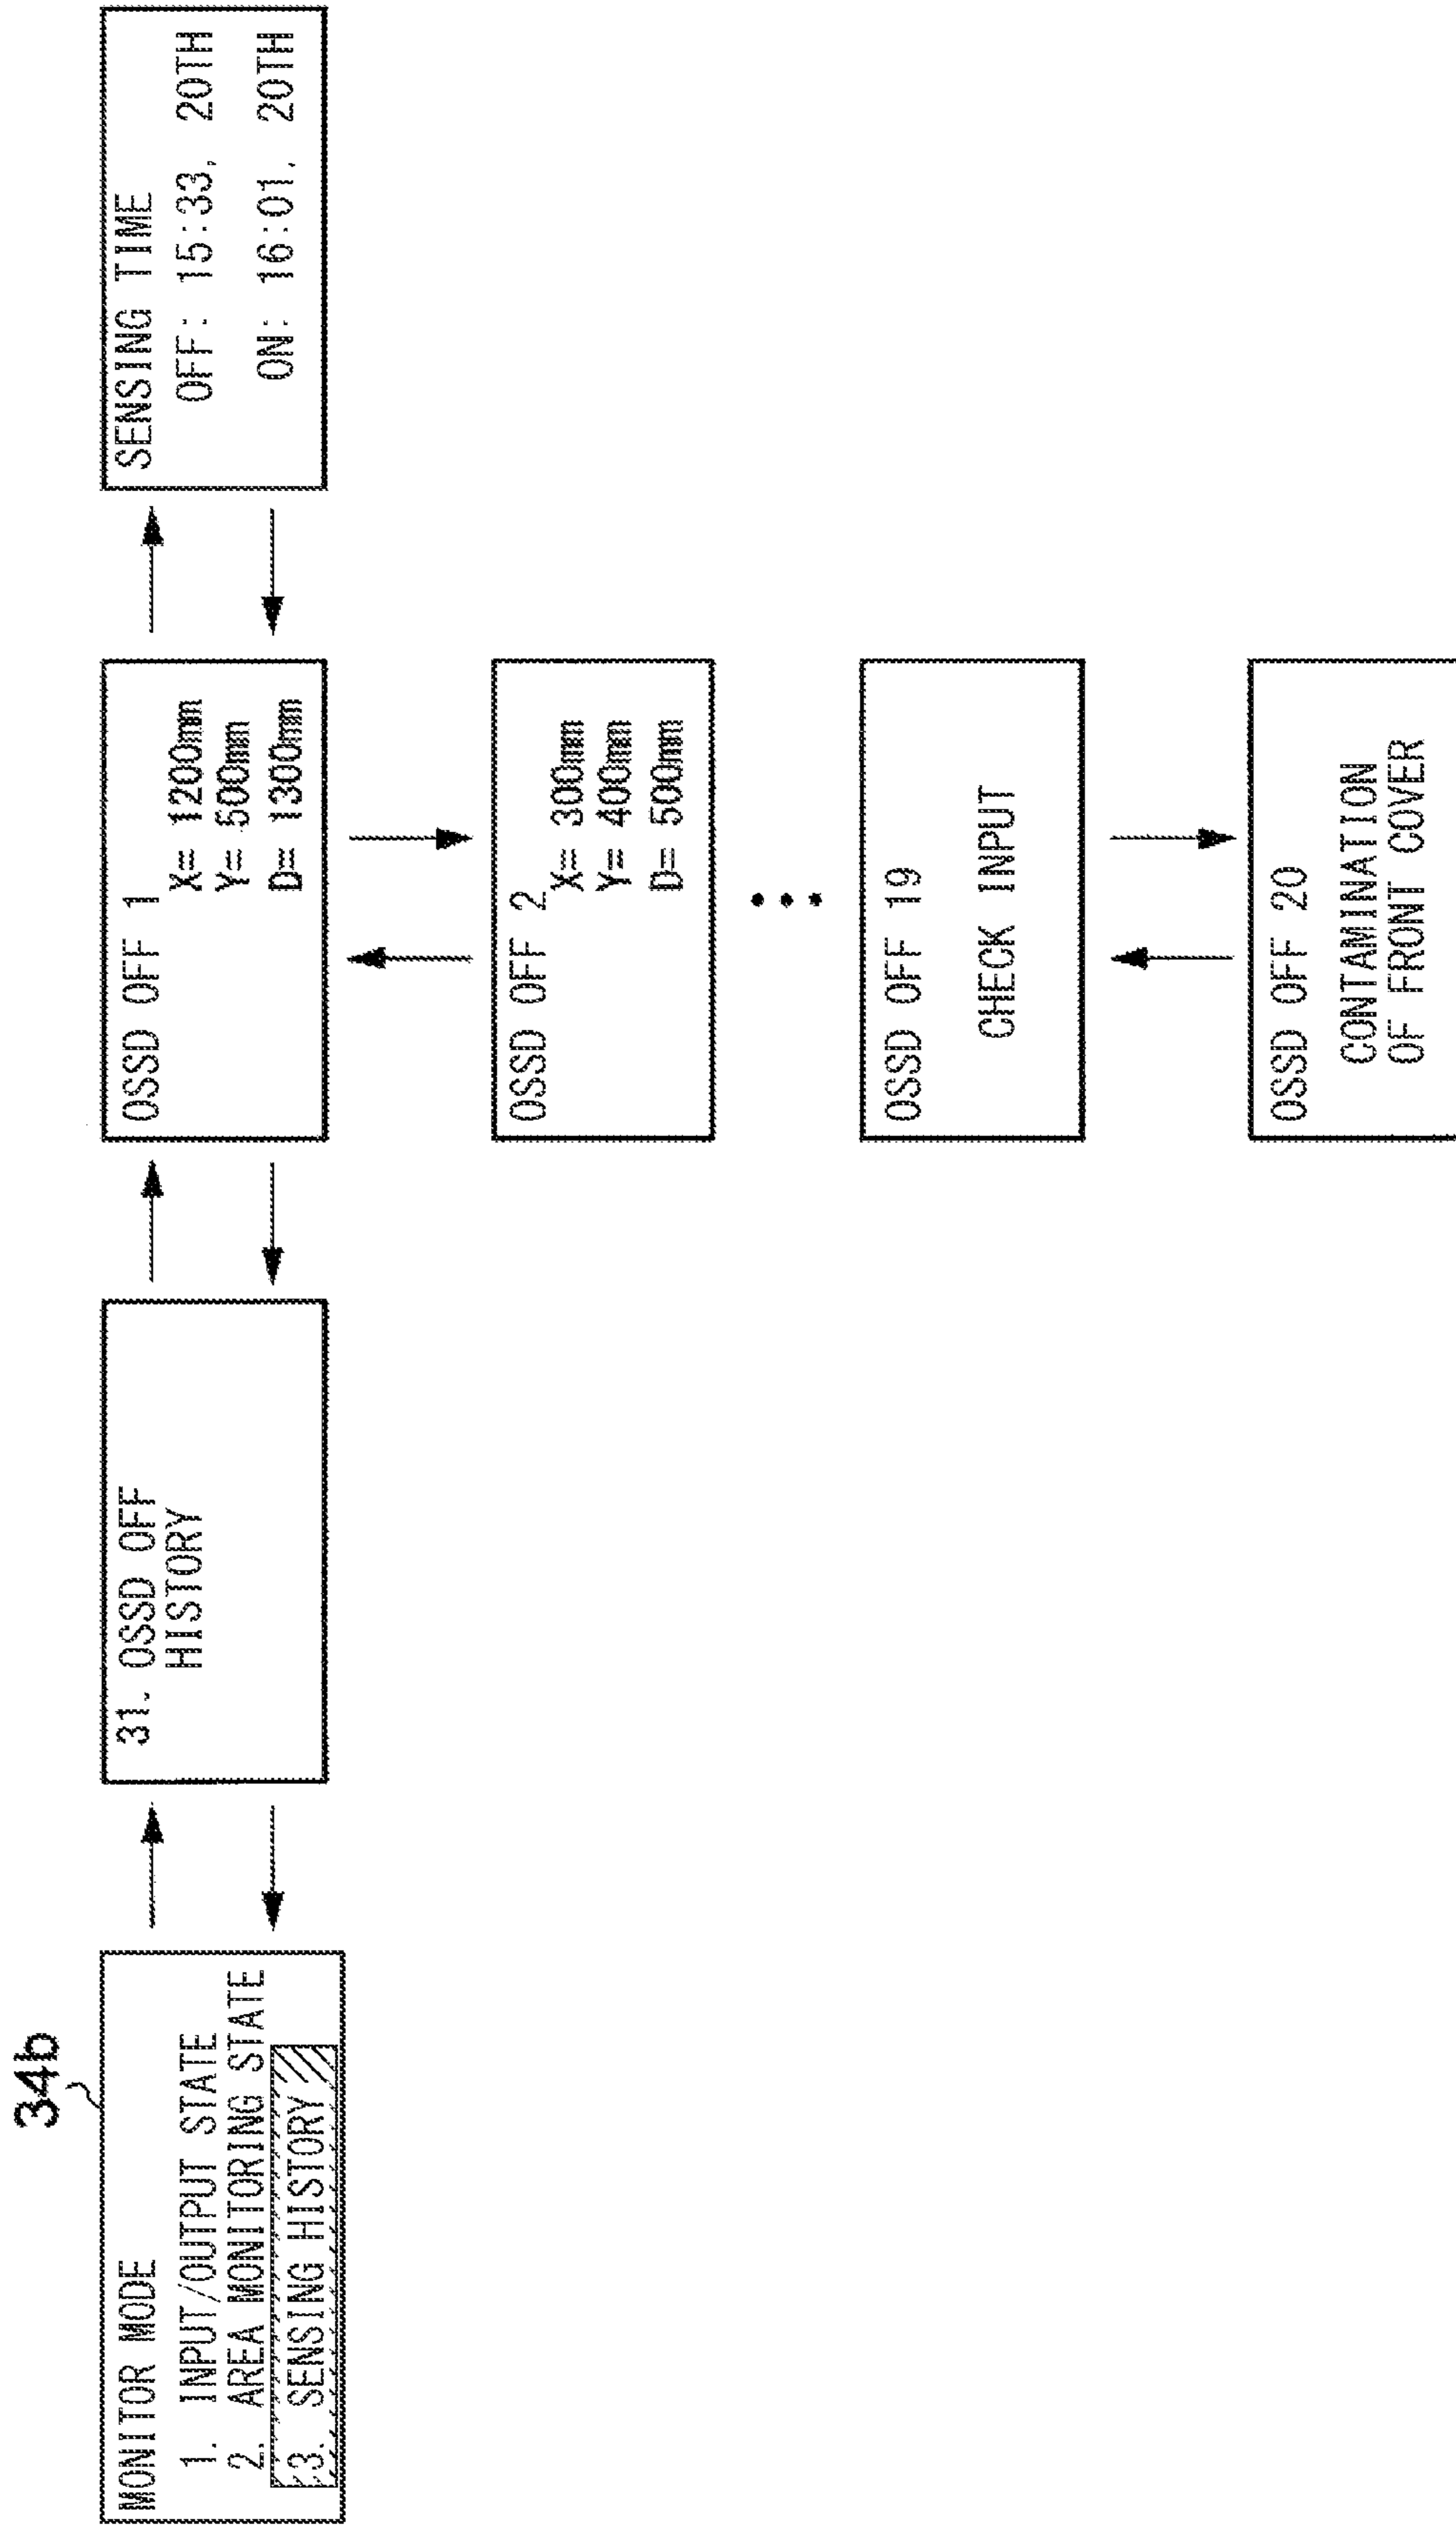 34b
MONITOR MODE
1. INPUT/OUTPUT STATE
2. AREA MONITORING STATE
3. SENSING HISTORY
31. OSSD OFF
HISTORY
OSSD OFF 1
X= 1200mm
Y= 500mm
D= 1300mm
SENSING TIME
OFF: 15:33, 20TH
ON: 16:01, 20TH
OSSD OFF 2
X= 300mm
Y= 400mm
D= 500mm
OSSD OFF 19
CHECK INPUT
OSSD OFF 20
CONTAMINATION
OF FRONT COVER